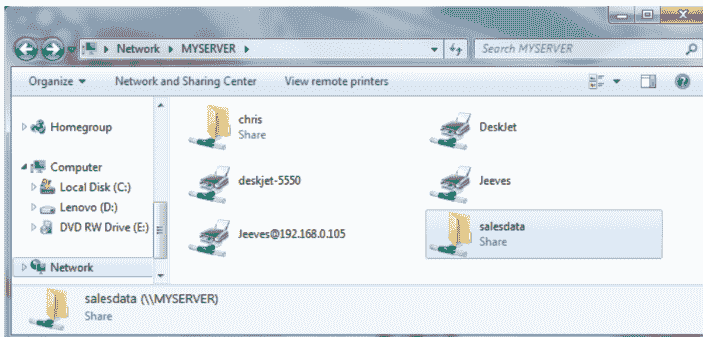 Network MYSERVER Search MYSERVER
Organize Network and Sharing Center View remote printers
Homegroup
Computer
Local Disk (C:)
Lenovo (D:)
DVD RW Drive (E:)
Network
chris
Share
DeskJet
deskjet-5550
Jeeves
Jeeves@192.168.0.105
salesdata
Share
salesdata (\\MYSERVER)
Share